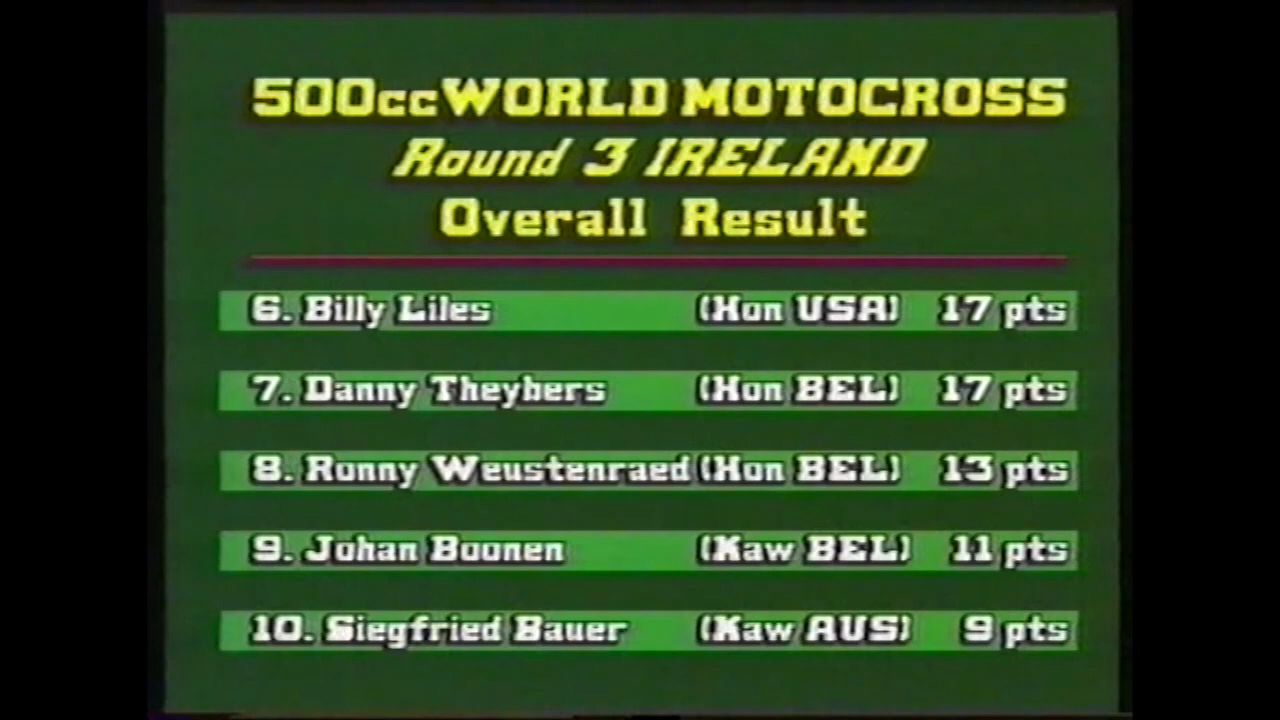 500cc WORLD MOTOCROSS
Round 3 IRELAND
Overall Result
6. Billy Liles (Hon USA) 17 pts
7. Danny Theybers (Hon BEL) 17 pts
8. Ronny Weustenraed (Hon BEL) 13 pts
9. Johan Boonen (Kaw BEL) 11 pts
10. Siegfried Bauer (Kaw AUS) 9 pts